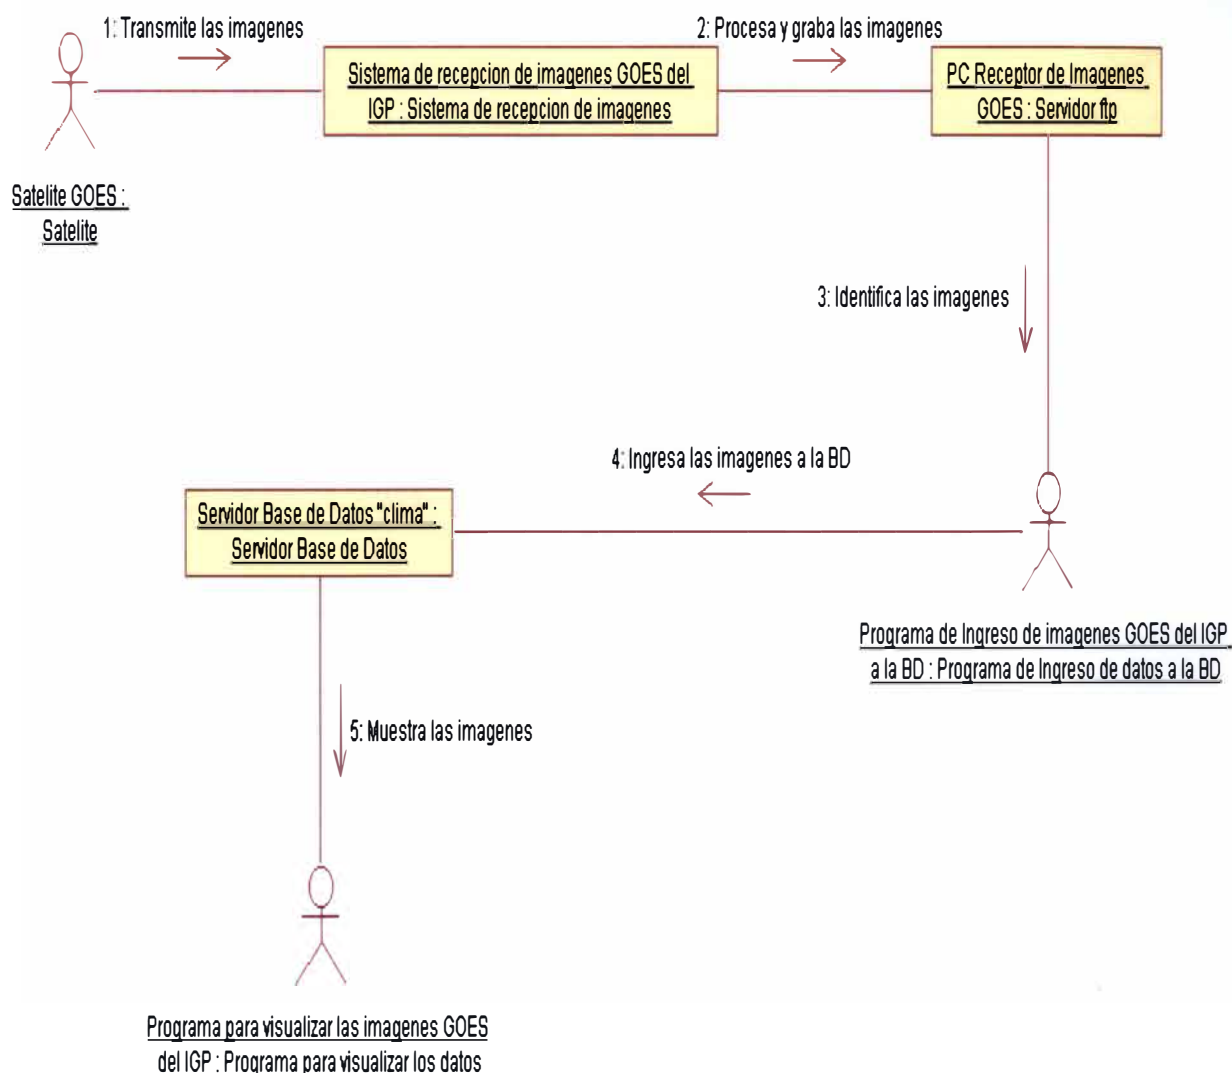 1: Transmite las imagenes
2: Procesa y graba las imagenes
Sistema de recepcion de imagenes GOES del
IGP : Sistema de recepcion de imagenes
PC Receptor de Imagenes
GOES : Servidor ftp
Satelite GOES :
Satelite
3: Identifica las imagenes
4: Ingresa las imagenes a la BD
Servidor Base de Datos "clima" :
Servidor Base de Datos
Programa de Ingreso de imagenes GOES del IGP
a la BD : Programa de Ingreso de datos a la BD
5: Muestra las imagenes
Programa para visualizar las imagenes GOES
del IGP : Programa para visualizar los datos